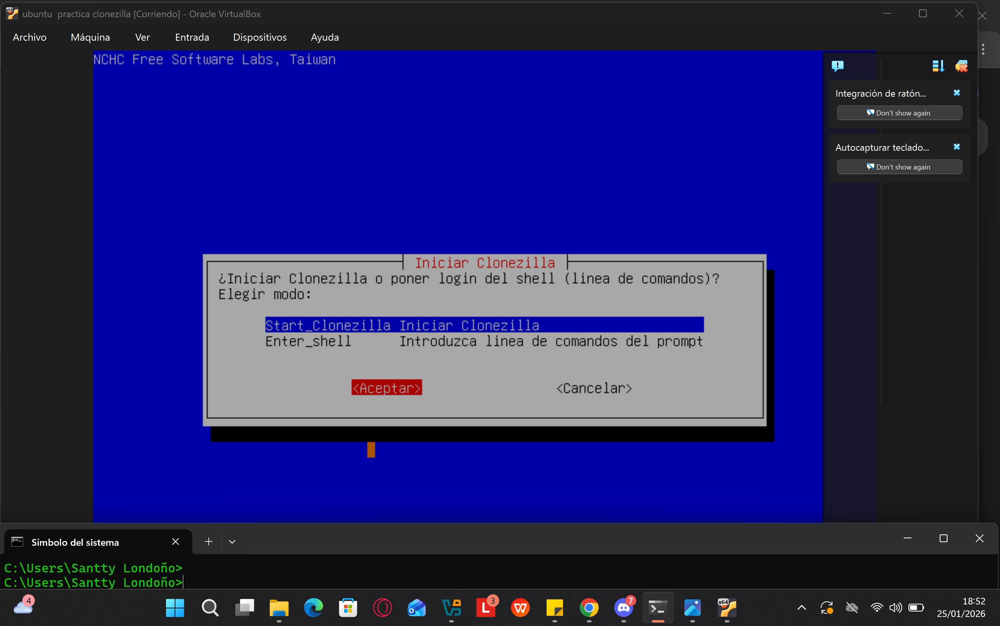 ubuntu  practica clonezilla [Corriendo] - Oracle VirtualBox
Archivo Máquina Ver Entrada Dispositivos Ayuda
NCHC Free Software Labs, Taiwan
Integración de ratón...
Don't show again
Autocapturar teclado...
Don't show again
Iniciar Clonezilla
¿Iniciar Clonezilla o poner login del shell (linea de comandos)?
Elegir modo:
Start_Clonezilla Iniciar Clonezilla
Enter_shell Introduzca linea de comandos del prompt
<Aceptar> <Cancelar>
Símbolo del sistema
C:\Users\Santty Londoño>
C:\Users\Santty Londoño>
4
3
7
x64
18:52
25/01/2026